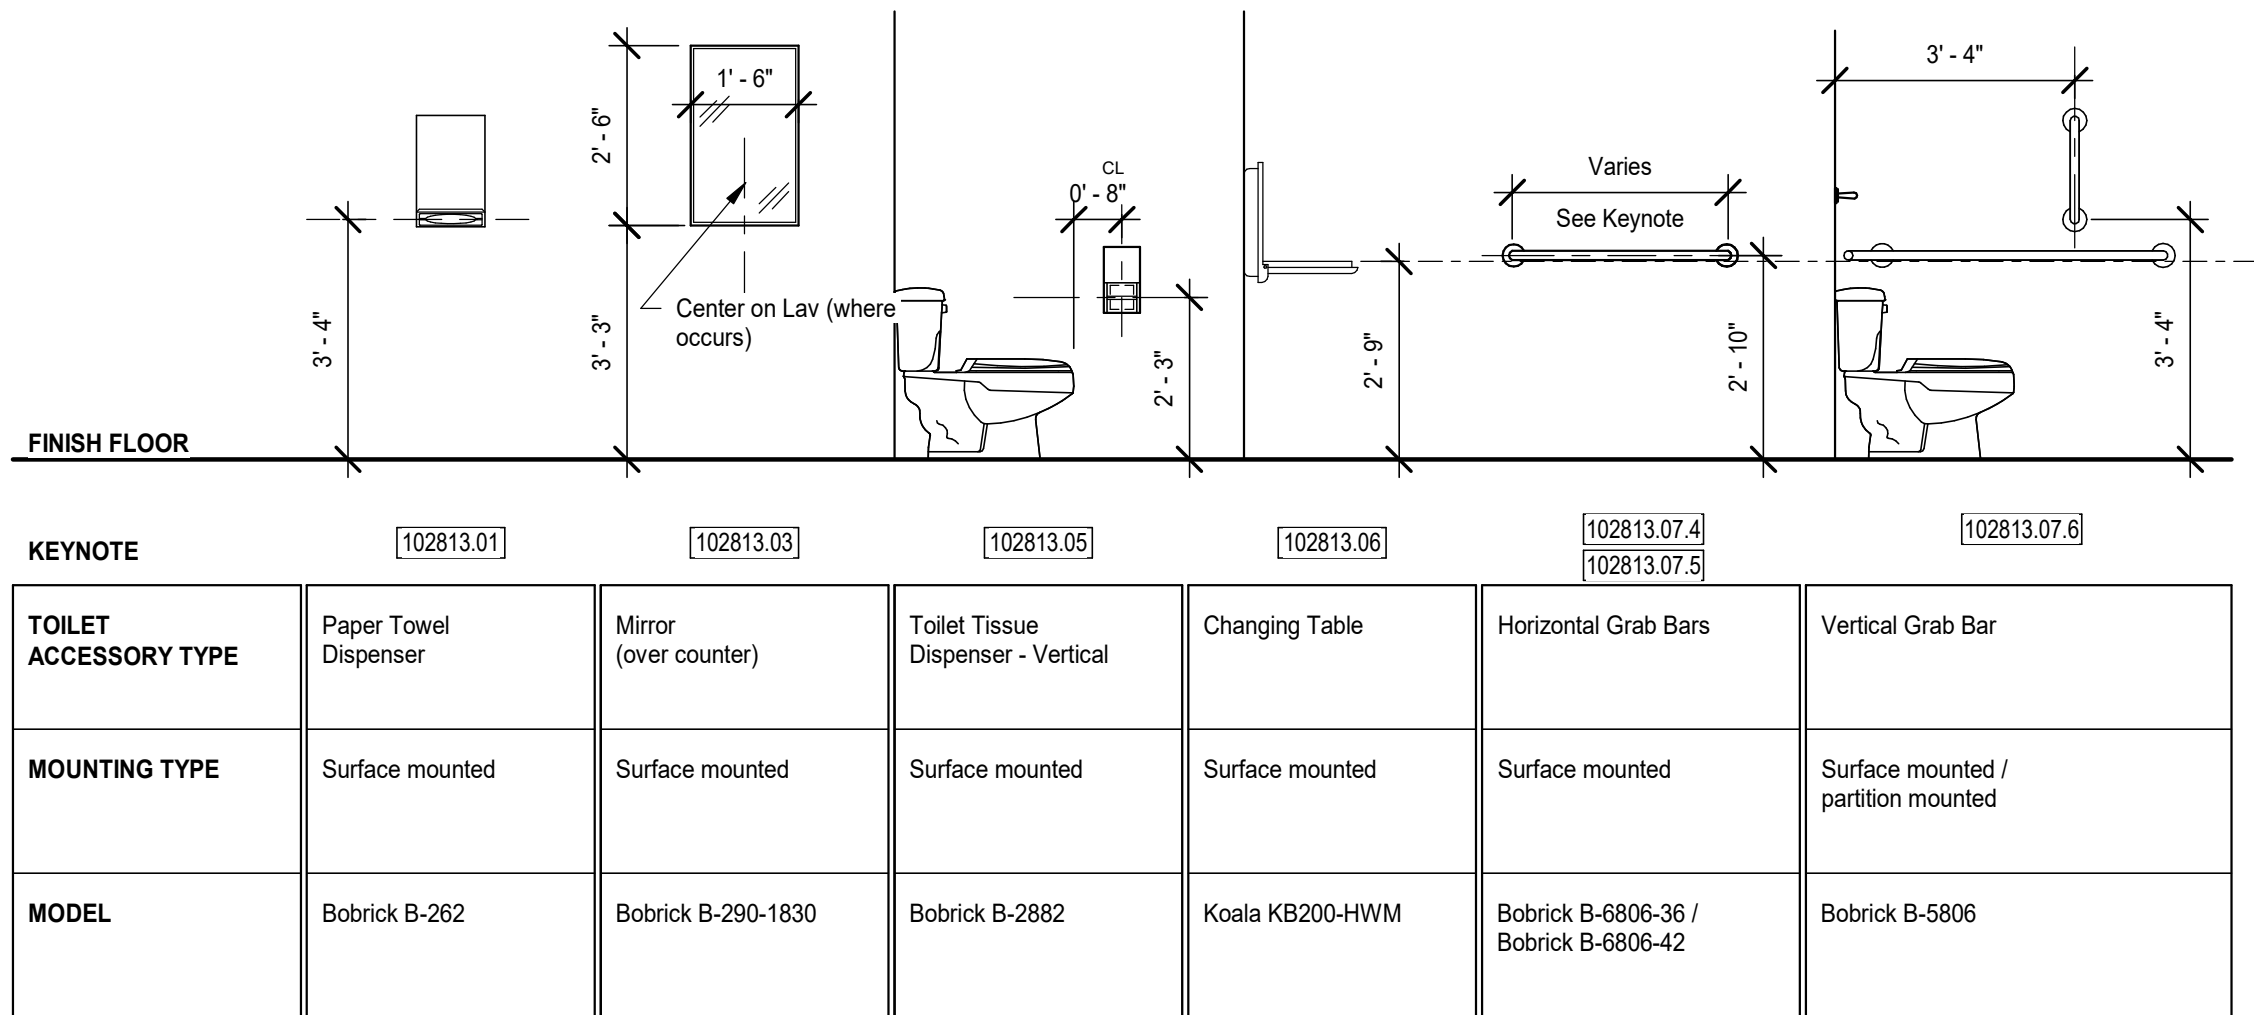 3' - 4"
1' - 6"
2' - 6"
CL
0' - 8"
Varies
See Keynote
Center on Lav (where
occurs)
3' - 4"
3' - 3"
2' - 3"
2' - 9"
2' - 10"
3' - 4"
FINISH FLOOR
KEYNOTE
102813.01
102813.03
102813.05
102813.06
102813.07.4
102813.07.5
102813.07.6
TOILET
ACCESSORY TYPE
Paper Towel
Dispenser
Mirror
(over counter)
Toilet Tissue
Dispenser - Vertical
Changing Table
Horizontal Grab Bars
Vertical Grab Bar
MOUNTING TYPE
Surface mounted
Surface mounted
Surface mounted
Surface mounted
Surface mounted
Surface mounted /
partition mounted
MODEL
Bobrick B-262
Bobrick B-290-1830
Bobrick B-2882
Koala KB200-HWM
Bobrick B-6806-36 /
Bobrick B-6806-42
Bobrick B-5806